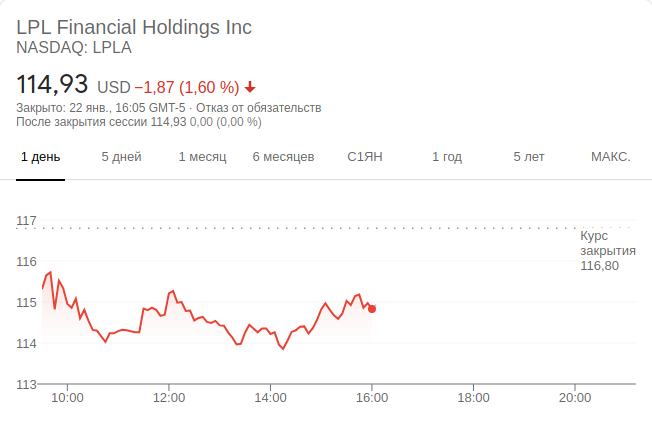 LPL Financial Holdings Inc
NASDAQ: LPLA
114,93 USD −1,87 (1,60 %)
Закрыто: 22 янв., 16:05 GMT-5 · Отказ от обязательств
После закрытия сессии 114,93 0,00 (0,00 %)
1 день 5 дней 1 месяц 6 месяцев С1ЯН 1 год 5 лет МАКС.
117
Курс
закрытия
116,80
116
115
114
113
10:00 12:00 14:00 16:00 18:00 20:00